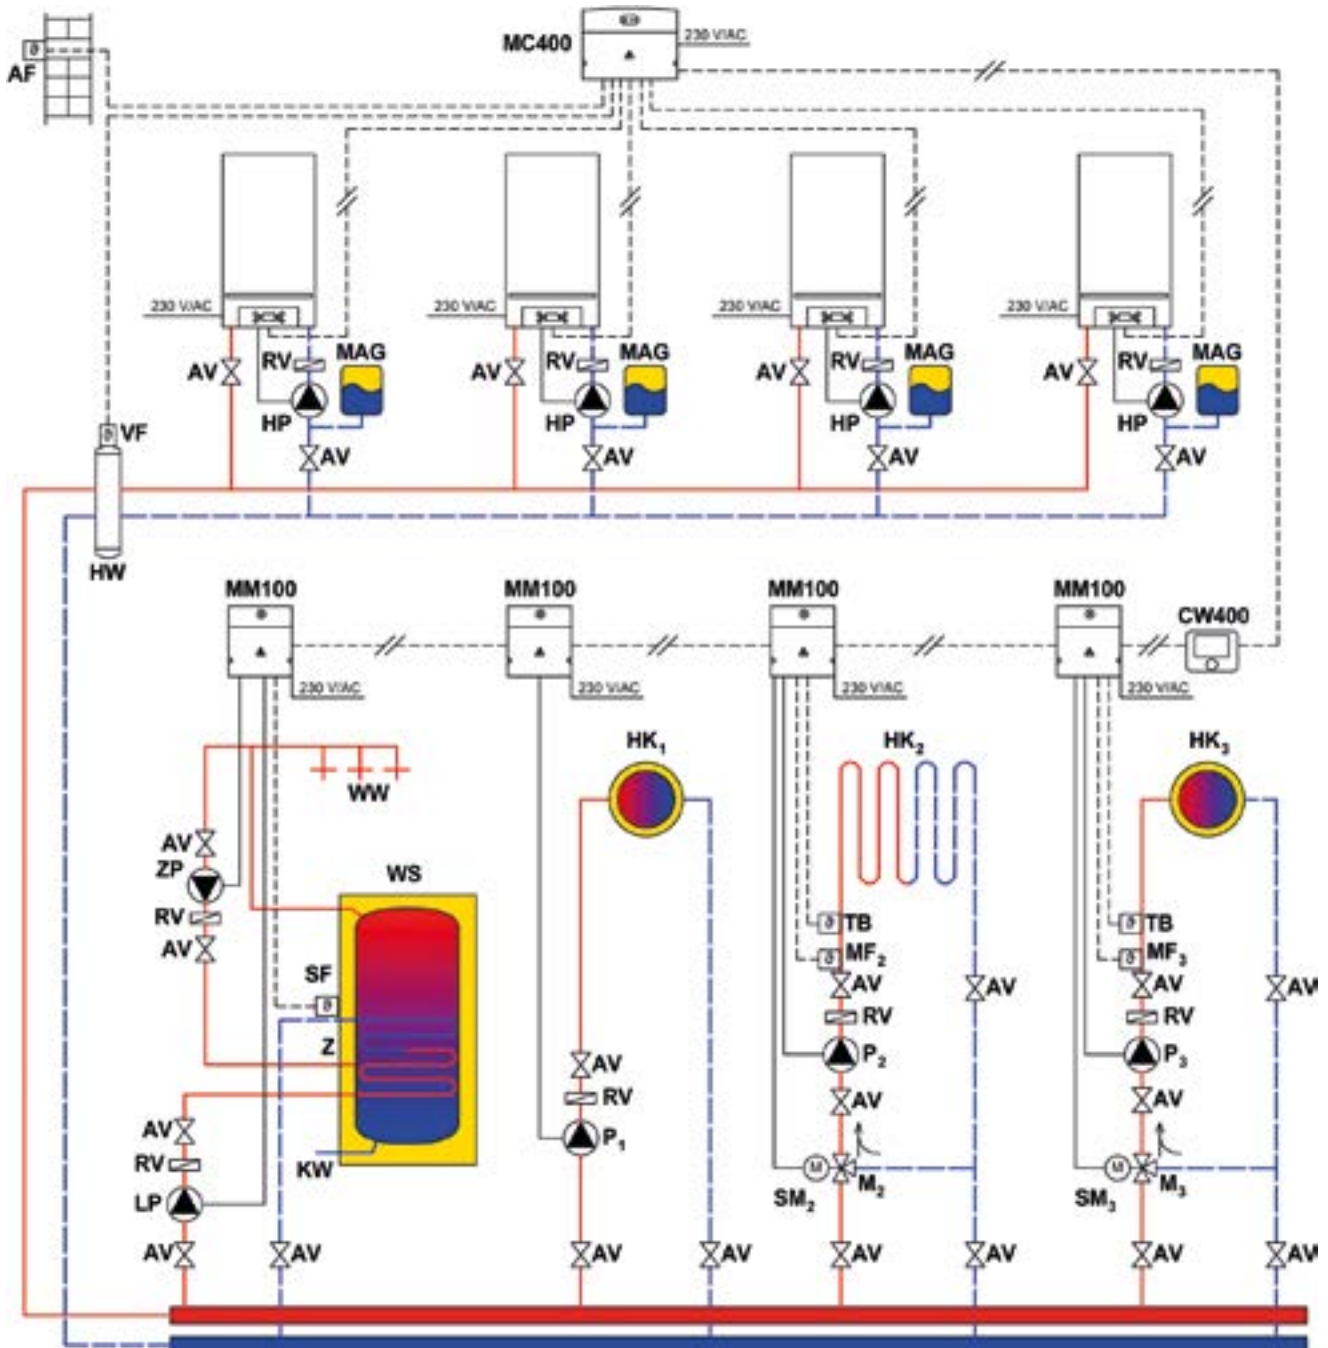 MC400
230 V/AC
AF
230 V/AC 230 V/AC 230 V/AC 230 V/AC
RV MAG RV MAG RV MAG RV MAG
AV AV AV AV
HP HP HP HP
VF
AV AV AV AV
HW
MM100 MM100 MM100 MM100
CW400
230 V/AC 230 V/AC 230 V/AC 230 V/AC
HK1 HK2 HK3
WW
AV
ZP
WS
RV
TB TB
AV
MF2 MF3
SF
AV AV AV AV
RV RV
Z
P2 P3
AV
RV
AV AV
AV
P1
RV
KW
M2 M3
SM2 SM3
LP
AV AV AV AV AV AV AV AV